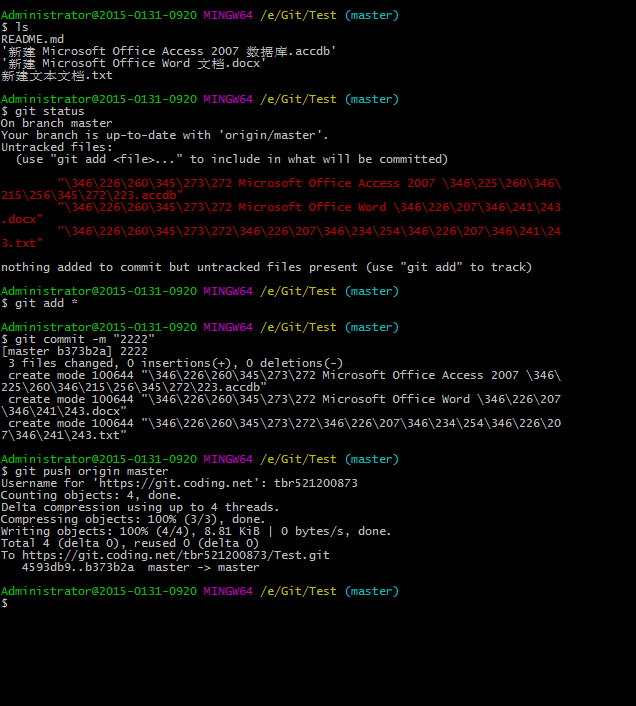 Administrator@2015-0131-0920 MINGW64 /e/Git/Test (master)
$ ls
README.md
'新建 Microsoft Office Access 2007 数据库.accdb'
'新建 Microsoft Office Word 文档.docx'
新建文本文档.txt
Administrator@2015-0131-0920 MINGW64 /e/Git/Test (master)
$ git status
On branch master
Your branch is up-to-date with 'origin/master'.
Untracked files:
  (use "git add <file>..." to include in what will be committed)
"\346\226\260\345\273\272 Microsoft Office Access 2007 \346\225\260\346\
215\256\345\272\223.accdb"
"\346\226\260\345\273\272 Microsoft Office Word \346\226\207\346\241\243
.docx"
"\346\226\260\345\273\272\346\226\207\346\234\254\346\226\207\346\241\24
3.txt"
nothing added to commit but untracked files present (use "git add" to track)
Administrator@2015-0131-0920 MINGW64 /e/Git/Test (master)
$ git add *
Administrator@2015-0131-0920 MINGW64 /e/Git/Test (master)
$ git commit -m "2222"
[master b373b2a] 2222
 3 files changed, 0 insertions(+), 0 deletions(-)
 create mode 100644 "\346\226\260\345\273\272 Microsoft Office Access 2007 \346\
225\260\346\215\256\345\272\223.accdb"
 create mode 100644 "\346\226\260\345\273\272 Microsoft Office Word \346\226\207
\346\241\243.docx"
 create mode 100644 "\346\226\260\345\273\272\346\226\207\346\234\254\346\226\20
7\346\241\243.txt"
Administrator@2015-0131-0920 MINGW64 /e/Git/Test (master)
$ git push origin master
Username for 'https://git.coding.net': tbr521200873
Counting objects: 4, done.
Delta compression using up to 4 threads.
Compressing objects: 100% (3/3), done.
Writing objects: 100% (4/4), 8.81 KiB | 0 bytes/s, done.
Total 4 (delta 0), reused 0 (delta 0)
To https://git.coding.net/tbr521200873/Test.git
   4593db9..b373b2a  master -> master
Administrator@2015-0131-0920 MINGW64 /e/Git/Test (master)
$